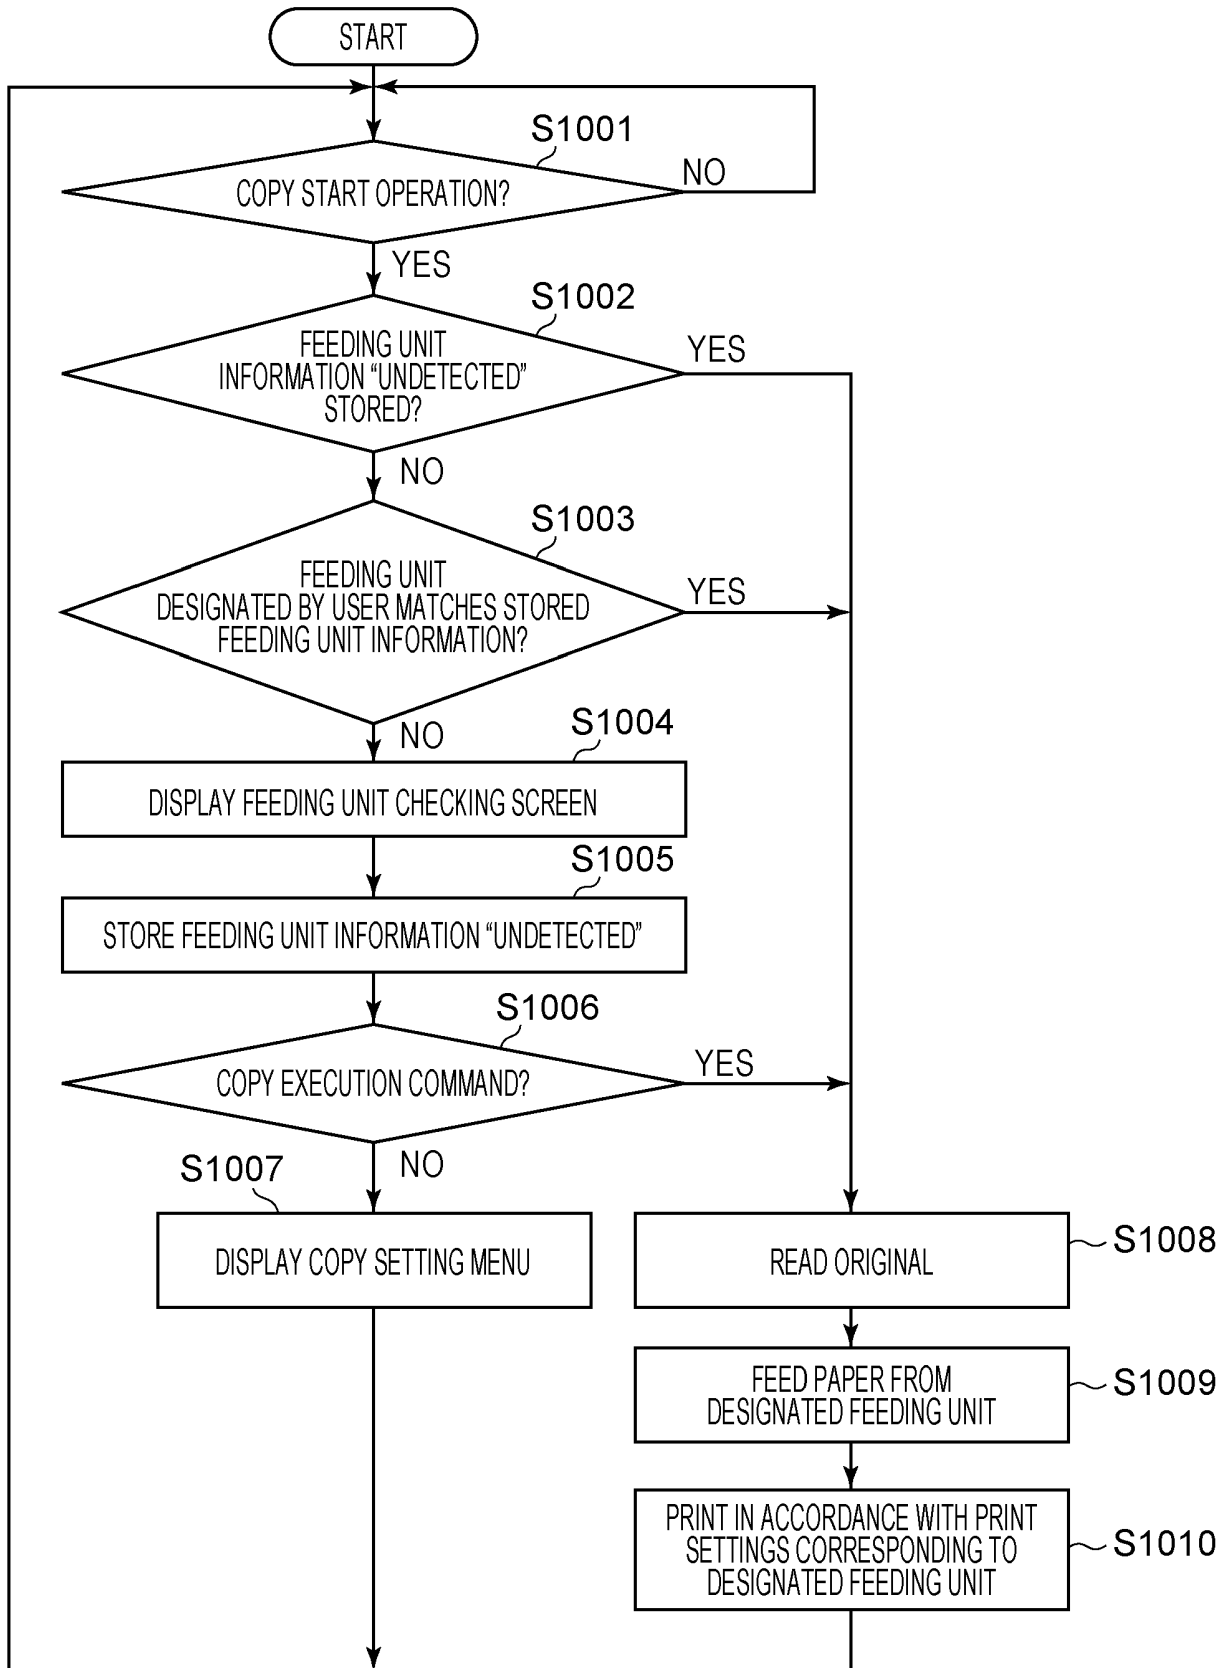 START
S1001
COPY START OPERATION?
NO
YES
S1002
FEEDING UNIT
INFORMATION “UNDETECTED”
STORED?
YES
NO
S1003
FEEDING UNIT
DESIGNATED BY USER MATCHES STORED
FEEDING UNIT INFORMATION?
YES
NO
S1004
DISPLAY FEEDING UNIT CHECKING SCREEN
S1005
STORE FEEDING UNIT INFORMATION “UNDETECTED”
S1006
COPY EXECUTION COMMAND?
YES
NO
S1007
DISPLAY COPY SETTING MENU
S1008
READ ORIGINAL
FEED PAPER FROM
DESIGNATED FEEDING UNIT
S1009
PRINT IN ACCORDANCE WITH PRINT
SETTINGS CORRESPONDING TO
DESIGNATED FEEDING UNIT
S1010